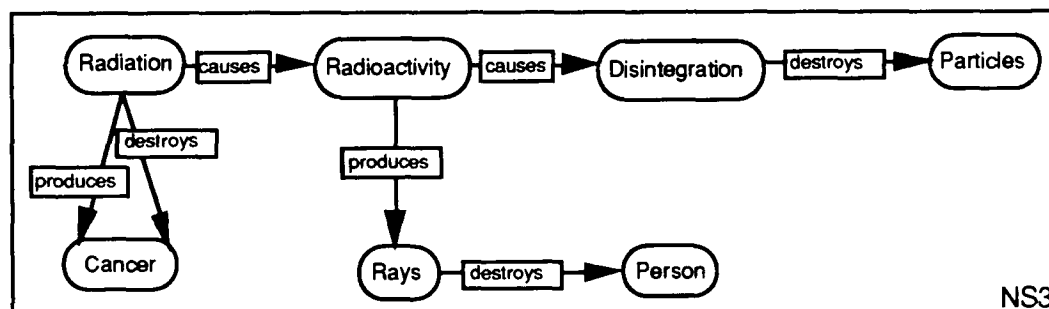 Radiation causes Radioactivity causes Disintegration destroys Particles
destroys
produces produces
Cancer Rays destroys Person
NS3